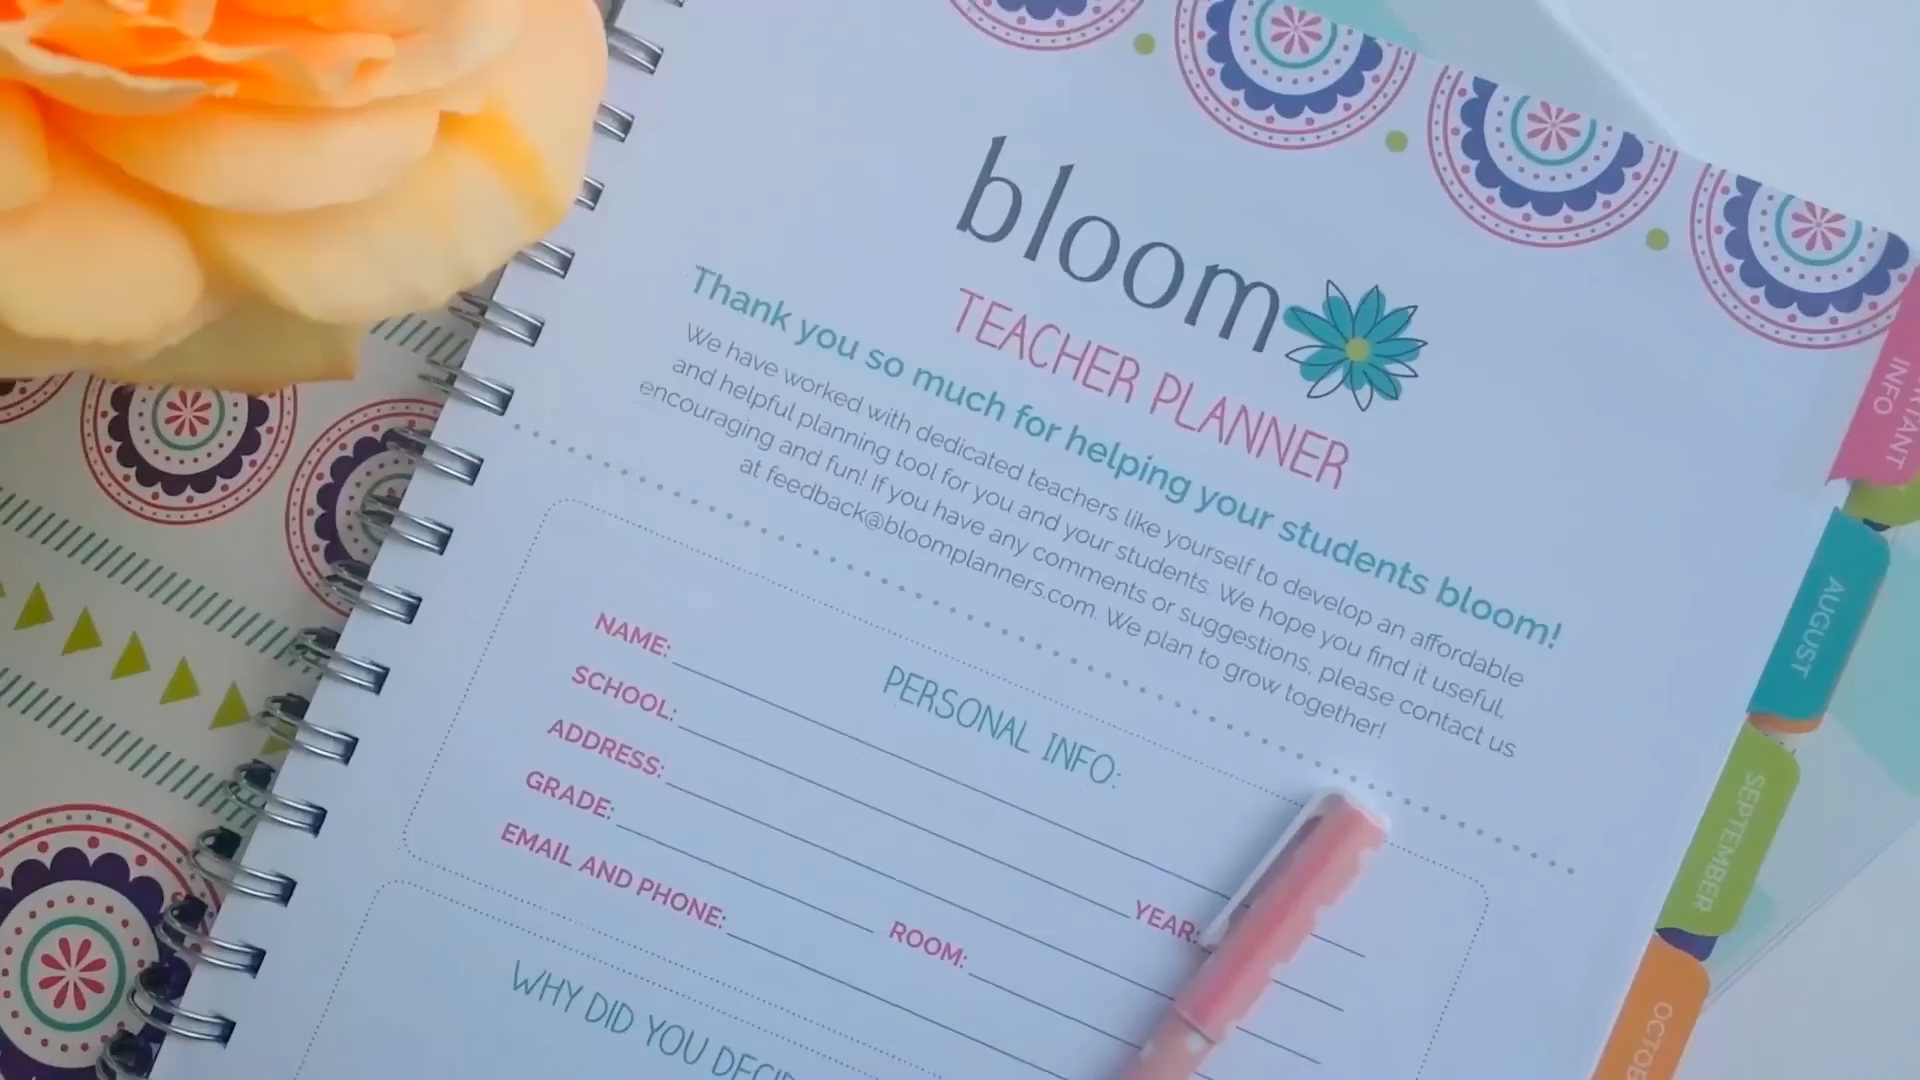 bloom
TEACHER PLANNER
Thank you so much for helping your students bloom!
We have worked with dedicated teachers like yourself to develop an affordable
and helpful planning tool for you and your students. We hope you find it useful,
encouraging and fun! If you have any comments or suggestions, please contact us
at feedback@bloomplanners.com. We plan to grow together!
PERSONAL INFO:
NAME:
SCHOOL: YEAR:
ADDRESS:
GRADE: ROOM:
EMAIL AND PHONE:
WHY DID YOU
INFO
AUGUST
SEPTEMBER